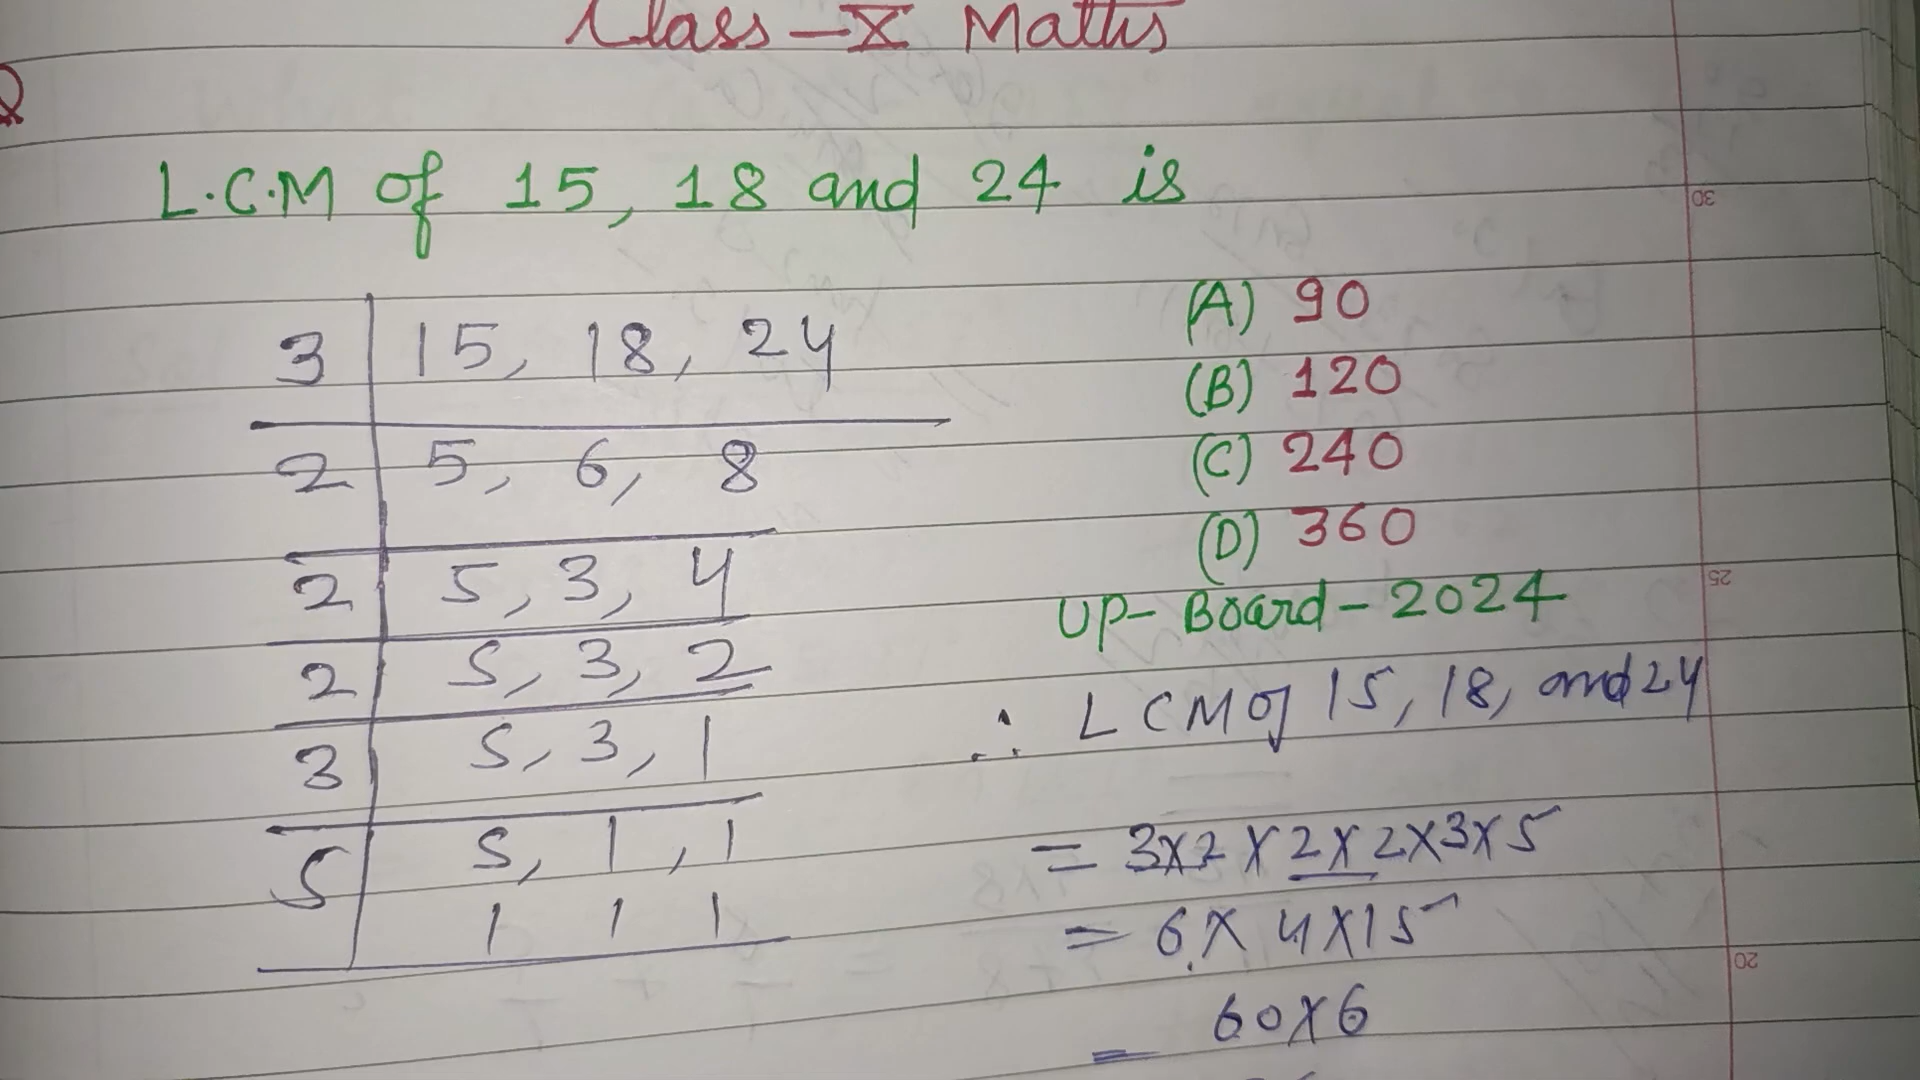 Class - X Maths
Q
L.C.M of 15, 18 and 24 is
3 | 15, 18, 24
2 | 5, 6, 8
2 | 5, 3, 4
2 | 5, 3, 2
3 | 5, 3, 1
5 | 5, 1, 1
1 1 1
(A) 90
(B) 120
(C) 240
(D) 360
UP- Board - 2024
∴ LCM of 15, 18, and 24
= 3×2×2×2×3×5
= 6×4×15
= 60×6
30
25
20